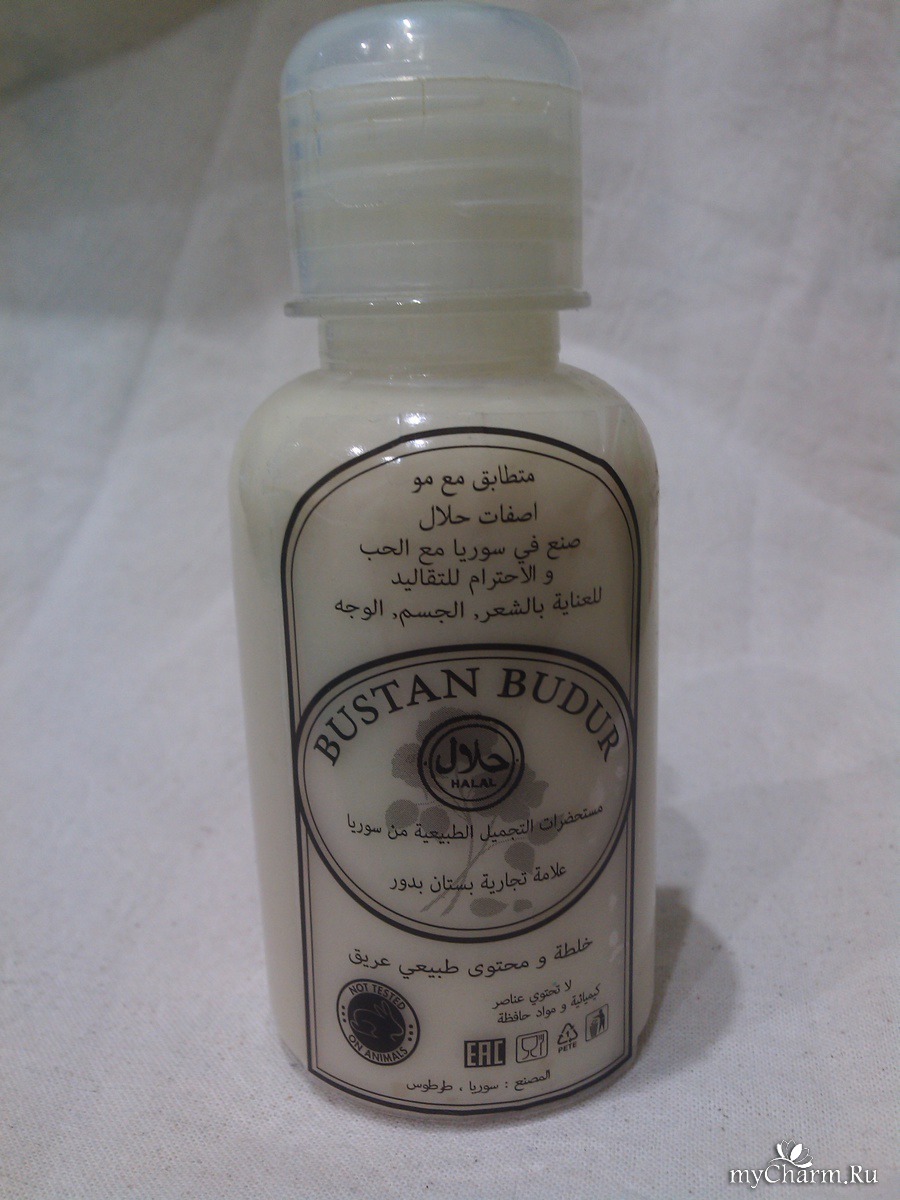 متطابق مع مو
اصفات حلال
صنع في سوريا مع الحب
و الاحترام للتقاليد
للعناية بالشعر, الجسم, الوجه
BUSTAN BUDUR
حلال
HALAL
مستحضرات التجميل الطبيعية من سوريا
علامة تجارية بستان بدور
خلطة و محتوى طبيعي عريق
لا تحتوي عناصر
كيميائية و مواد حافظة
NOT TESTED
ON ANIMALS
EAC
1
PETE
المصنع : سوريا ، طرطوس
myCharm.Ru